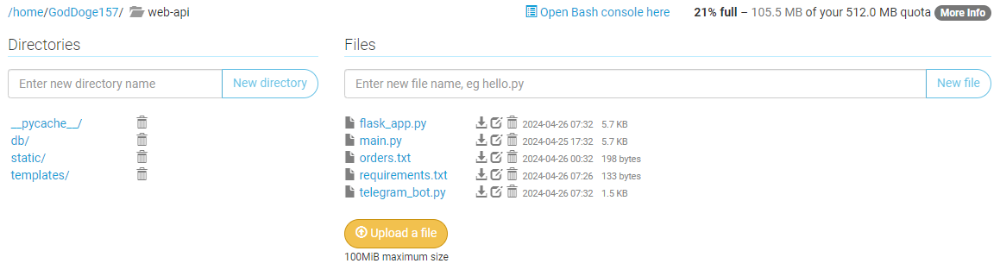 /home/GodDoge157/ web-api
Open Bash console here
21% full – 105.5 MB of your 512.0 MB quota More Info
Directories
Enter new directory name New directory
__pycache__/
db/
static/
templates/
Files
Enter new file name, eg hello.py New file
flask_app.py 2024-04-26 07:32 5.7 KB
main.py 2024-04-25 17:32 5.7 KB
orders.txt 2024-04-26 00:32 198 bytes
requirements.txt 2024-04-26 07:26 133 bytes
telegram_bot.py 2024-04-26 07:32 1.5 KB
Upload a file
100MiB maximum size